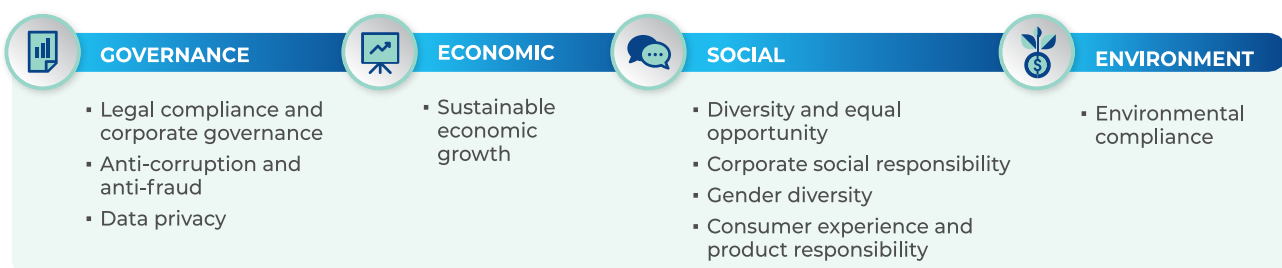 GOVERNANCE
▪ Legal compliance and
corporate governance
▪ Anti-corruption and
anti-fraud
▪ Data privacy
ECONOMIC
▪ Sustainable
economic
growth
SOCIAL
▪ Diversity and equal
opportunity
▪ Corporate social responsibility
▪ Gender diversity
▪ Consumer experience and
product responsibility
$
ENVIRONMENT
▪ Environmental
compliance